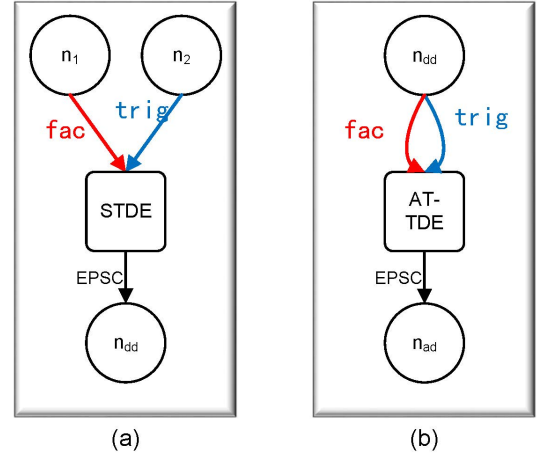 n1 n2
fac trig
STDE
EPSC
ndd
(a)
ndd
fac trig
AT-
TDE
EPSC
nad
(b)